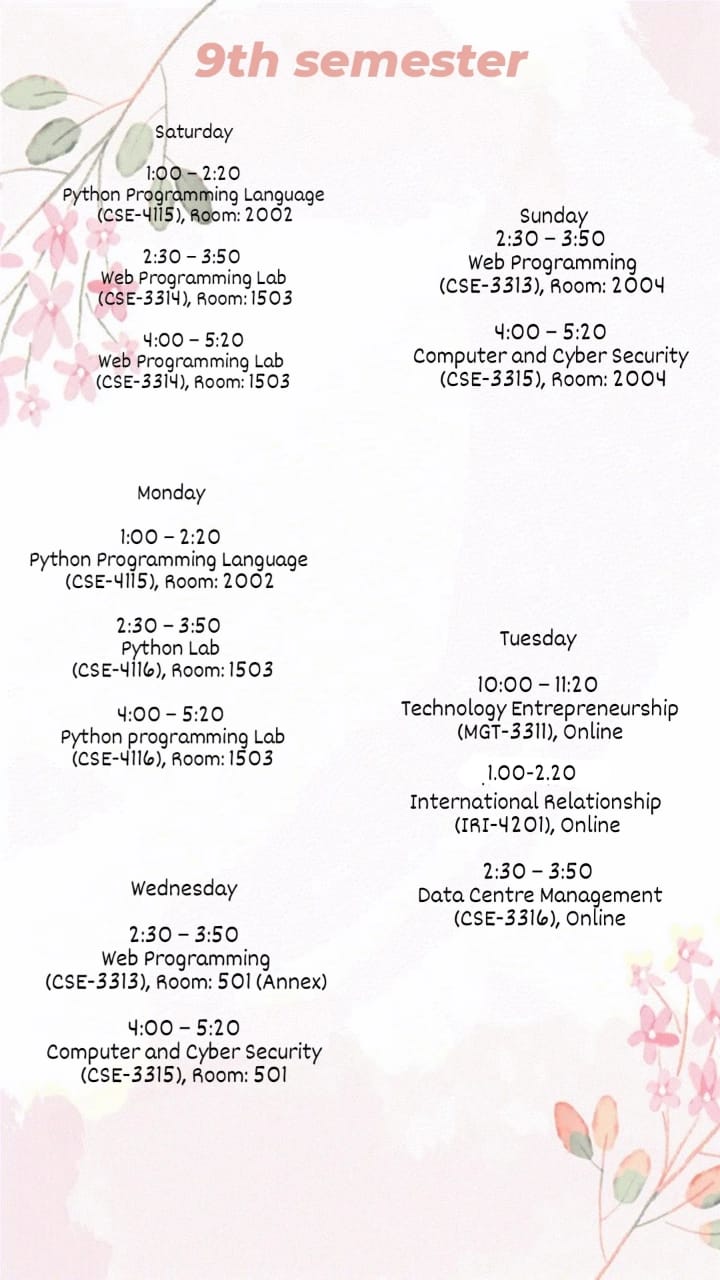 9th semester
Saturday
1:00 – 2:20
Python Programming Language
(CSE-4115), Room: 2002
2:30 – 3:50
Web Programming Lab
(CSE-3314), Room: 1503
4:00 – 5:20
Web Programming Lab
(CSE-3314), Room: 1503
Sunday
2:30 – 3:50
Web Programming
(CSE-3313), Room: 2004
4:00 – 5:20
Computer and Cyber Security
(CSE-3315), Room: 2004
Monday
1:00 – 2:20
Python Programming Language
(CSE-4115), Room: 2002
2:30 – 3:50
Python Lab
(CSE-4116), Room: 1503
4:00 – 5:20
Python programming Lab
(CSE-4116), Room: 1503
Tuesday
10:00 – 11:20
Technology Entrepreneurship
(MGT-3311), Online
1.00-2.20
International Relationship
(IRI-4201), Online
2:30 – 3:50
Data Centre Management
(CSE-3316), Online
Wednesday
2:30 – 3:50
Web Programming
(CSE-3313), Room: 501 (Annex)
4:00 – 5:20
Computer and Cyber Security
(CSE-3315), Room: 501